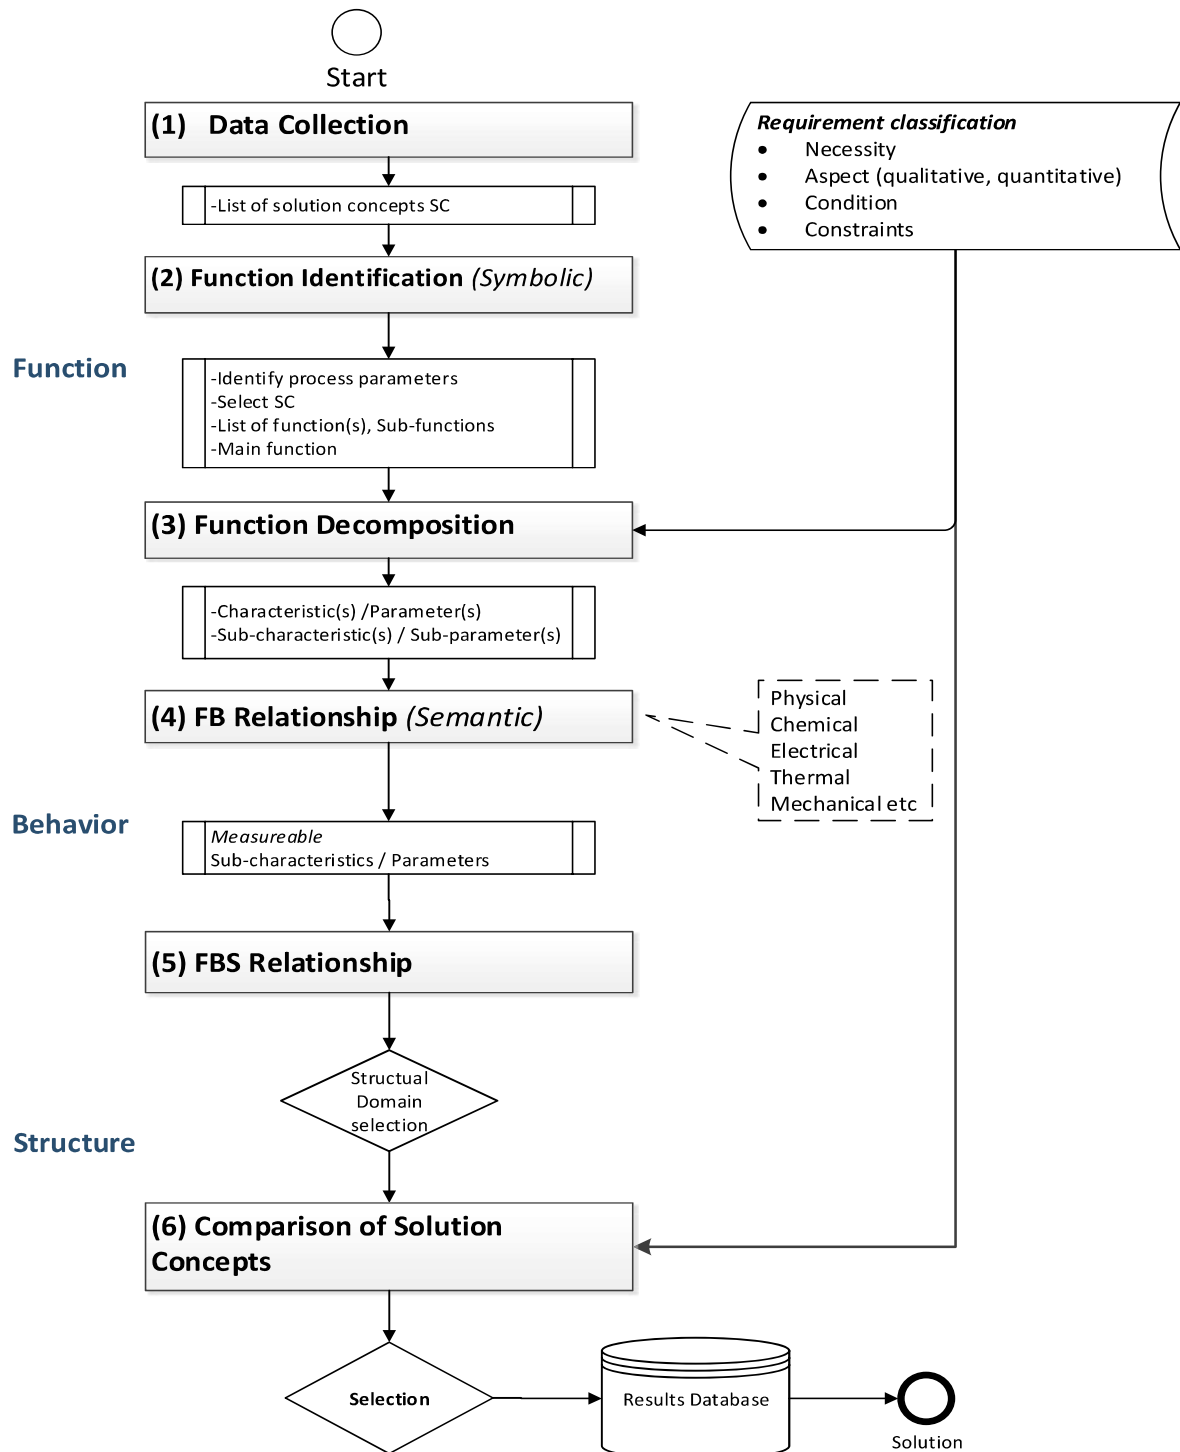 Start
(1) Data Collection
-List of solution concepts SC
Requirement classification
• Necessity
• Aspect (qualitative, quantitative)
• Condition
• Constraints
(2) Function Identification (Symbolic)
Function
-Identify process parameters
-Select SC
-List of function(s), Sub-functions
-Main function
(3) Function Decomposition
-Characteristic(s) /Parameter(s)
-Sub-characteristic(s) / Sub-parameter(s)
(4) FB Relationship (Semantic)
Physical
Chemical
Electrical
Thermal
Mechanical etc
Behavior
Measureable
Sub-characteristics / Parameters
(5) FBS Relationship
Structual
Domain
selection
Structure
(6) Comparison of Solution
Concepts
Selection
Results Database
Solution